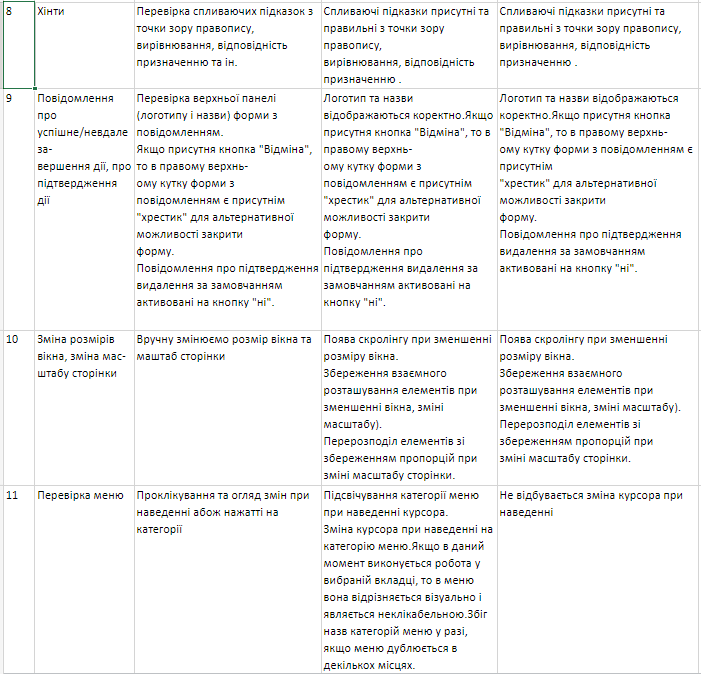 8
Хінти
Перевірка спливаючих підказок з
точки зору правопису,
вирівнювання, відповідність
призначенню та ін.
Спливаючі підказки присутні та
правильні з точки зору
правопису,
вирівнювання, відповідність
призначенню .
Спливаючі підказки присутні та
правильні з точки зору правопису,
вирівнювання, відповідність
призначенню .
9
Повідомлення
про
успішне/невдале
за-
вершення дії, про
підтвердження
дії
Перевірка верхньої панелі
(логотипу і назви) форми з
повідомленням.
Якщо присутня кнопка "Відміна",
то в правому верхнь-
ому кутку форми з
повідомленням є присутнім
"хрестик" для альтернативної
можливості закрити
форму.
Повідомлення про підтвердження
видалення за замовчанням
активовані на кнопку "ні".
Логотип та назви
відображаються коректно.Якщо
присутня кнопка "Відміна", то в
правому верхнь-
ому кутку форми з
повідомленням є присутнім
"хрестик" для альтернативної
можливості закрити
форму.
Повідомлення про
підтвердження видалення за
замовчанням активовані на
кнопку "ні".
Логотип та назви відображаються
коректно.Якщо присутня кнопка
"Відміна", то в правому верхнь-
ому кутку форми з повідомленням є
присутнім
"хрестик" для альтернативної
можливості закрити
форму.
Повідомлення про підтвердження
видалення за замовчанням
активовані на кнопку "ні".
10
Зміна розмірів
вікна, зміна мас-
штабу сторінки
Вручну змінюємо розмір вікна та
маштаб сторінки
Поява скролінгу при зменшенні
розміру вікна.
Збереження взаємного
розташування елементів при
зменшенні вікна, зміні
масштабу).
Перерозподіл елементів зі
збереженням пропорцій при
зміні масштабу сторінки.
Поява скролінгу при зменшенні
розміру вікна.
Збереження взаємного
розташування елементів при
зменшенні вікна, зміні масштабу).
Перерозподіл елементів зі
збереженням пропорцій при
зміні масштабу сторінки.
11
Перевірка меню
Проклікування та огляд змін при
наведенні абож нажатті на
категорії
Підсвічування категорії меню
при наведенні курсора.
Зміна курсора при наведенні на
категорію меню.Якщо в даний
момент виконується робота у
вибраній вкладці, то в меню
вона відрізняється візуально і
являється неклікабельною.Збіг
назв категорій меню у разі,
якщо меню дублюється в
декількох місцях.
Не відбувається зміна курсора при
наведенні